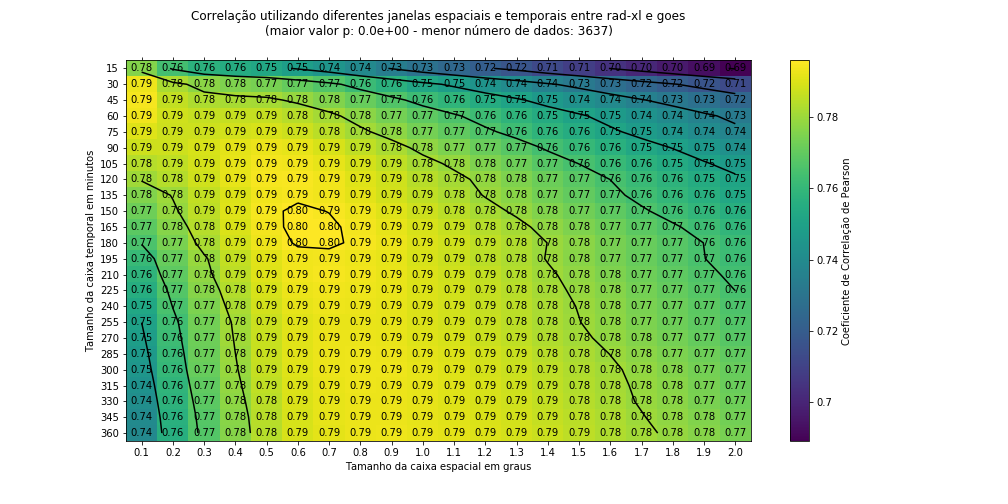 Correlação utilizando diferentes janelas espaciais e temporais entre rad-xl e goes
(maior valor p: 0.0e+00 - menor número de dados: 3637)
Tamanho da caixa temporal em minutos
15 0.78 0.76 0.76 0.76 0.75 0.75 0.74 0.74 0.73 0.73 0.73 0.72 0.71 0.71 0.71 0.70 0.70 0.70 0.69
30 0.79 0.78 0.78 0.78 0.77 0.77 0.77 0.76 0.76 0.75 0.75 0.74 0.74 0.74 0.73 0.73 0.72 0.72 0.72 0.71
45 0.79 0.79 0.78 0.78 0.78 0.78 0.78 0.77 0.77 0.76 0.76 0.75 0.75 0.75 0.74 0.74 0.74 0.73 0.73 0.72
60 0.79 0.79 0.79 0.79 0.79 0.78 0.78 0.78 0.77 0.77 0.77 0.76 0.76 0.75 0.75 0.75 0.74 0.74 0.74 0.73
75 0.79 0.79 0.79 0.79 0.79 0.79 0.78 0.78 0.78 0.77 0.77 0.77 0.76 0.76 0.76 0.75 0.75 0.74 0.74 0.74
90 0.79 0.79 0.79 0.79 0.79 0.79 0.79 0.79 0.78 0.78 0.77 0.77 0.77 0.76 0.76 0.76 0.75 0.75 0.75 0.74
105 0.78 0.79 0.79 0.79 0.79 0.79 0.79 0.79 0.79 0.78 0.78 0.78 0.77 0.77 0.76 0.76 0.76 0.75 0.75 0.75
120 0.78 0.78 0.79 0.79 0.79 0.79 0.79 0.79 0.79 0.78 0.78 0.78 0.77 0.77 0.77 0.76 0.76 0.76 0.75 0.75
135 0.78 0.78 0.79 0.79 0.79 0.79 0.79 0.79 0.79 0.79 0.78 0.78 0.78 0.77 0.77 0.77 0.76 0.76 0.76 0.75
150 0.77 0.78 0.79 0.79 0.79 0.80 0.79 0.79 0.79 0.79 0.79 0.78 0.78 0.78 0.77 0.77 0.77 0.76 0.76 0.76
165 0.77 0.78 0.78 0.79 0.79 0.80 0.80 0.79 0.79 0.79 0.79 0.78 0.78 0.78 0.77 0.77 0.77 0.76 0.76 0.76
180 0.77 0.77 0.78 0.79 0.79 0.80 0.80 0.79 0.79 0.79 0.79 0.79 0.78 0.78 0.78 0.77 0.77 0.77 0.76 0.76
195 0.76 0.77 0.78 0.79 0.79 0.79 0.79 0.79 0.79 0.79 0.79 0.79 0.78 0.78 0.78 0.77 0.77 0.77 0.77 0.76
210 0.76 0.77 0.78 0.79 0.79 0.79 0.79 0.79 0.79 0.79 0.79 0.79 0.78 0.78 0.78 0.77 0.77 0.77 0.77 0.76
225 0.76 0.77 0.78 0.78 0.79 0.79 0.79 0.79 0.79 0.79 0.79 0.79 0.78 0.78 0.78 0.78 0.77 0.77 0.77 0.76
240 0.75 0.77 0.77 0.78 0.79 0.79 0.79 0.79 0.79 0.79 0.79 0.79 0.79 0.78 0.78 0.78 0.77 0.77 0.77 0.77
255 0.75 0.76 0.77 0.78 0.79 0.79 0.79 0.79 0.79 0.79 0.79 0.79 0.79 0.78 0.78 0.78 0.77 0.77 0.77 0.77
270 0.75 0.76 0.77 0.78 0.79 0.79 0.79 0.79 0.79 0.79 0.79 0.79 0.79 0.78 0.78 0.78 0.78 0.77 0.77 0.77
285 0.75 0.76 0.77 0.78 0.79 0.79 0.79 0.79 0.79 0.79 0.79 0.79 0.79 0.78 0.78 0.78 0.78 0.77 0.77 0.77
300 0.75 0.76 0.77 0.78 0.79 0.79 0.79 0.79 0.79 0.79 0.79 0.79 0.79 0.79 0.78 0.78 0.78 0.78 0.77 0.77
315 0.74 0.76 0.77 0.78 0.79 0.79 0.79 0.79 0.79 0.79 0.79 0.79 0.79 0.79 0.78 0.78 0.78 0.78 0.77 0.77
330 0.74 0.76 0.77 0.78 0.78 0.79 0.79 0.79 0.79 0.79 0.79 0.79 0.79 0.79 0.78 0.78 0.78 0.78 0.77 0.77
345 0.74 0.76 0.77 0.78 0.78 0.79 0.79 0.79 0.79 0.79 0.79 0.79 0.79 0.79 0.79 0.78 0.78 0.78 0.78 0.77
360 0.74 0.76 0.77 0.78 0.78 0.79 0.79 0.79 0.79 0.79 0.79 0.79 0.79 0.79 0.79 0.78 0.78 0.78 0.77 0.77
0.1 0.2 0.3 0.4 0.5 0.6 0.7 0.8 0.9 1.0 1.1 1.2 1.3 1.4 1.5 1.6 1.7 1.8 1.9 2.0
Tamanho da caixa espacial em graus
0.78
0.76
0.74
0.72
0.7
Coeficiente de Correlação de Pearson